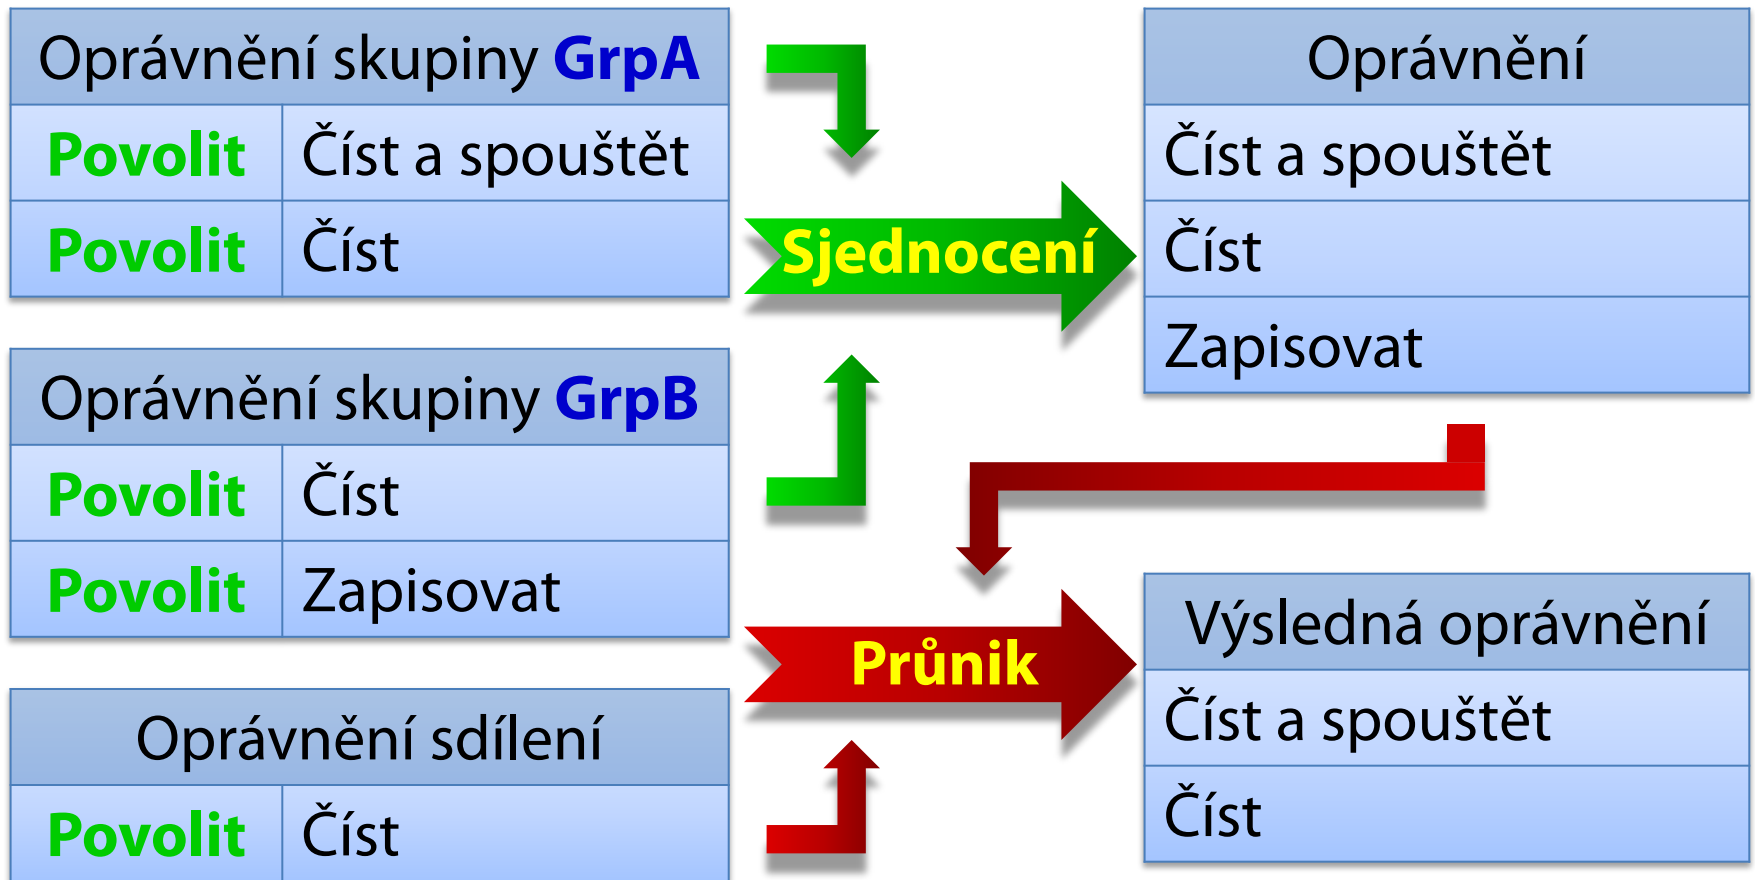 Oprávnění skupiny GrpA
Povolit Číst a spouštět
Povolit Číst
Sjednocení
Oprávnění
Číst a spouštět
Číst
Zapisovat
Oprávnění skupiny GrpB
Povolit Číst
Povolit Zapisovat
Průnik
Oprávnění sdílení
Povolit Číst
Výsledná oprávnění
Číst a spouštět
Číst